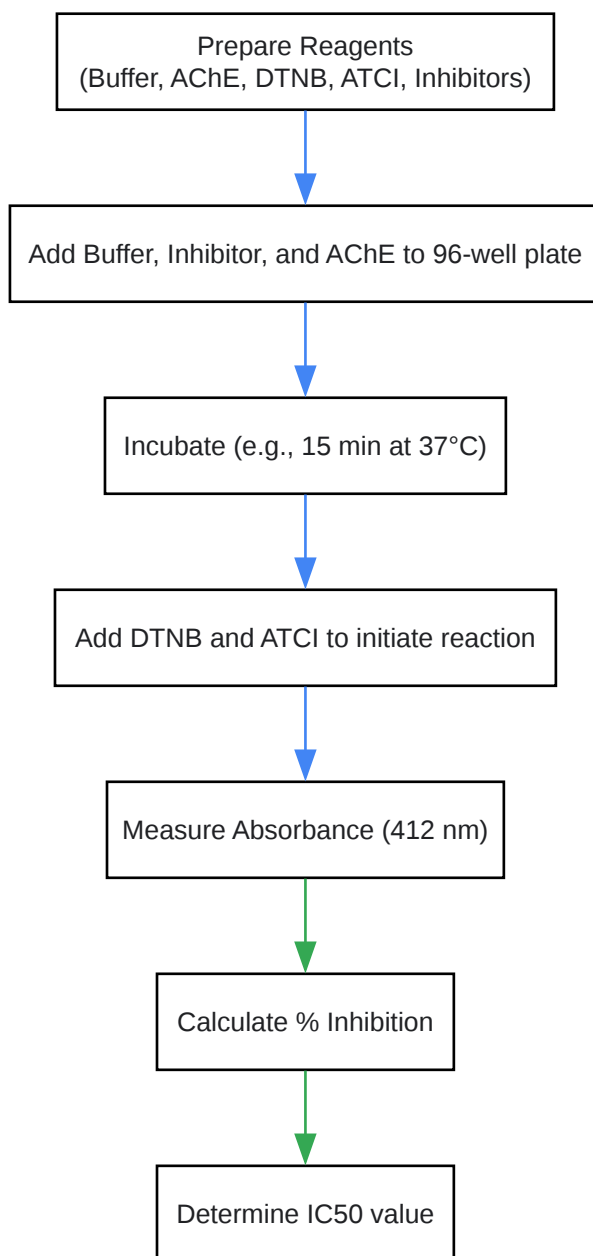 Prepare Reagents
(Buffer, AChE, DTNB, ATCI, Inhibitors)
Add Buffer, Inhibitor, and AChE to 96-well plate
Incubate (e.g., 15 min at 37°C)
Add DTNB and ATCI to initiate reaction
Measure Absorbance (412 nm)
Calculate % Inhibition
Determine IC50 value